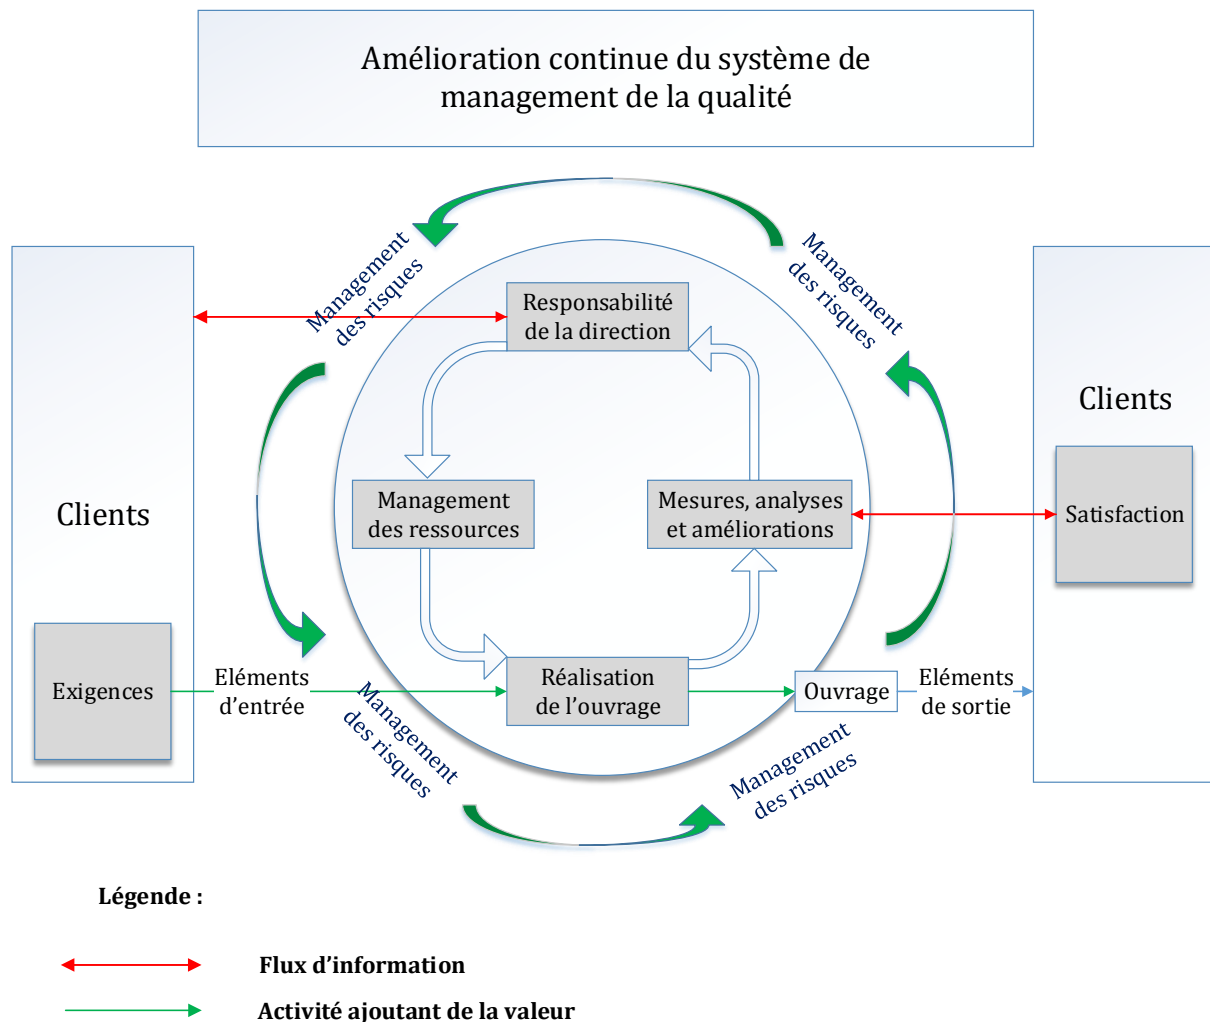 Amélioration continue du système de
management de la qualité
Management
des risques
Management
des risques
Responsabilité
de la direction
Clients
Clients
Management
des ressources
Mesures, analyses
et améliorations
Satisfaction
Exigences
Eléments
d'entrée
Management
des risques
Réalisation
de l'ouvrage
Ouvrage
Eléments
de sortie
Management
des risques
Légende :
Flux d'information
Activité ajoutant de la valeur